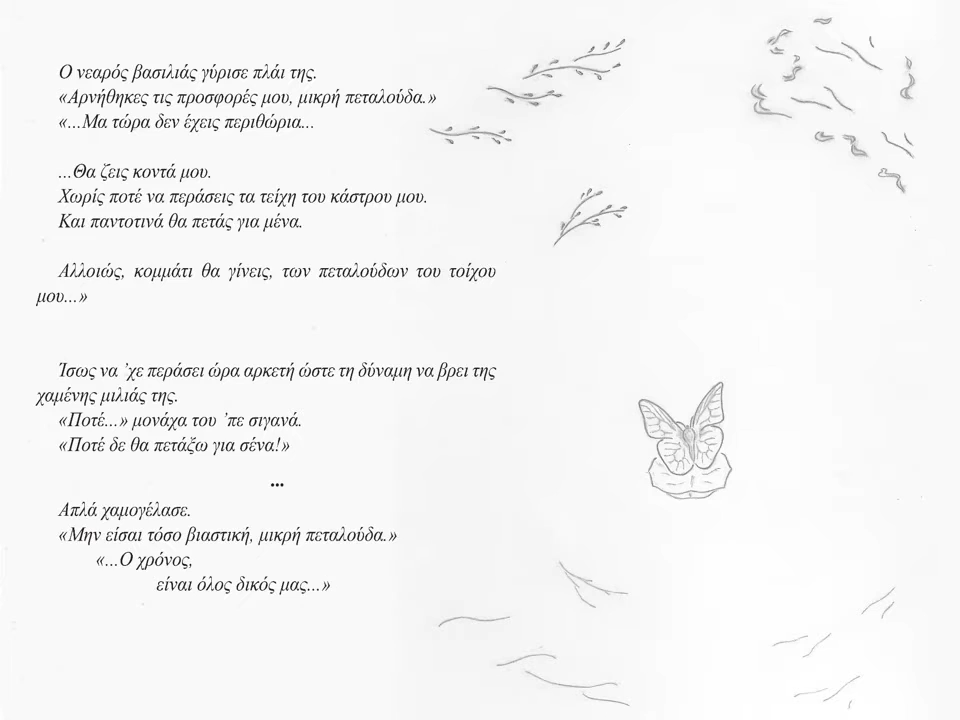 Ο νεαρός βασιλιάς γύρισε πλάι της.
«Αρνήθηκες τις προσφορές μου, μικρή πεταλούδα.»
«...Μα τώρα δεν έχεις περιθώρια...
...Θα ζεις κοντά μου.
Χωρίς ποτέ να περάσεις τα τείχη του κάστρου μου.
Και παντοτινά θα πετάς για μένα.
Αλλοιώς, κομμάτι θα γίνεις, των πεταλούδων του τοίχου
μου...»
Ίσως να ’χε περάσει ώρα αρκετή ώστε τη δύναμη να βρει της
χαμένης μιλιάς της.
«Ποτέ...» μονάχα του ’πε σιγανά.
«Ποτέ δε θα πετάξω για σένα!»
...
Απλά χαμογέλασε.
«Μην είσαι τόσο βιαστική, μικρή πεταλούδα.»
«...Ο χρόνος,
είναι όλος δικός μας...»